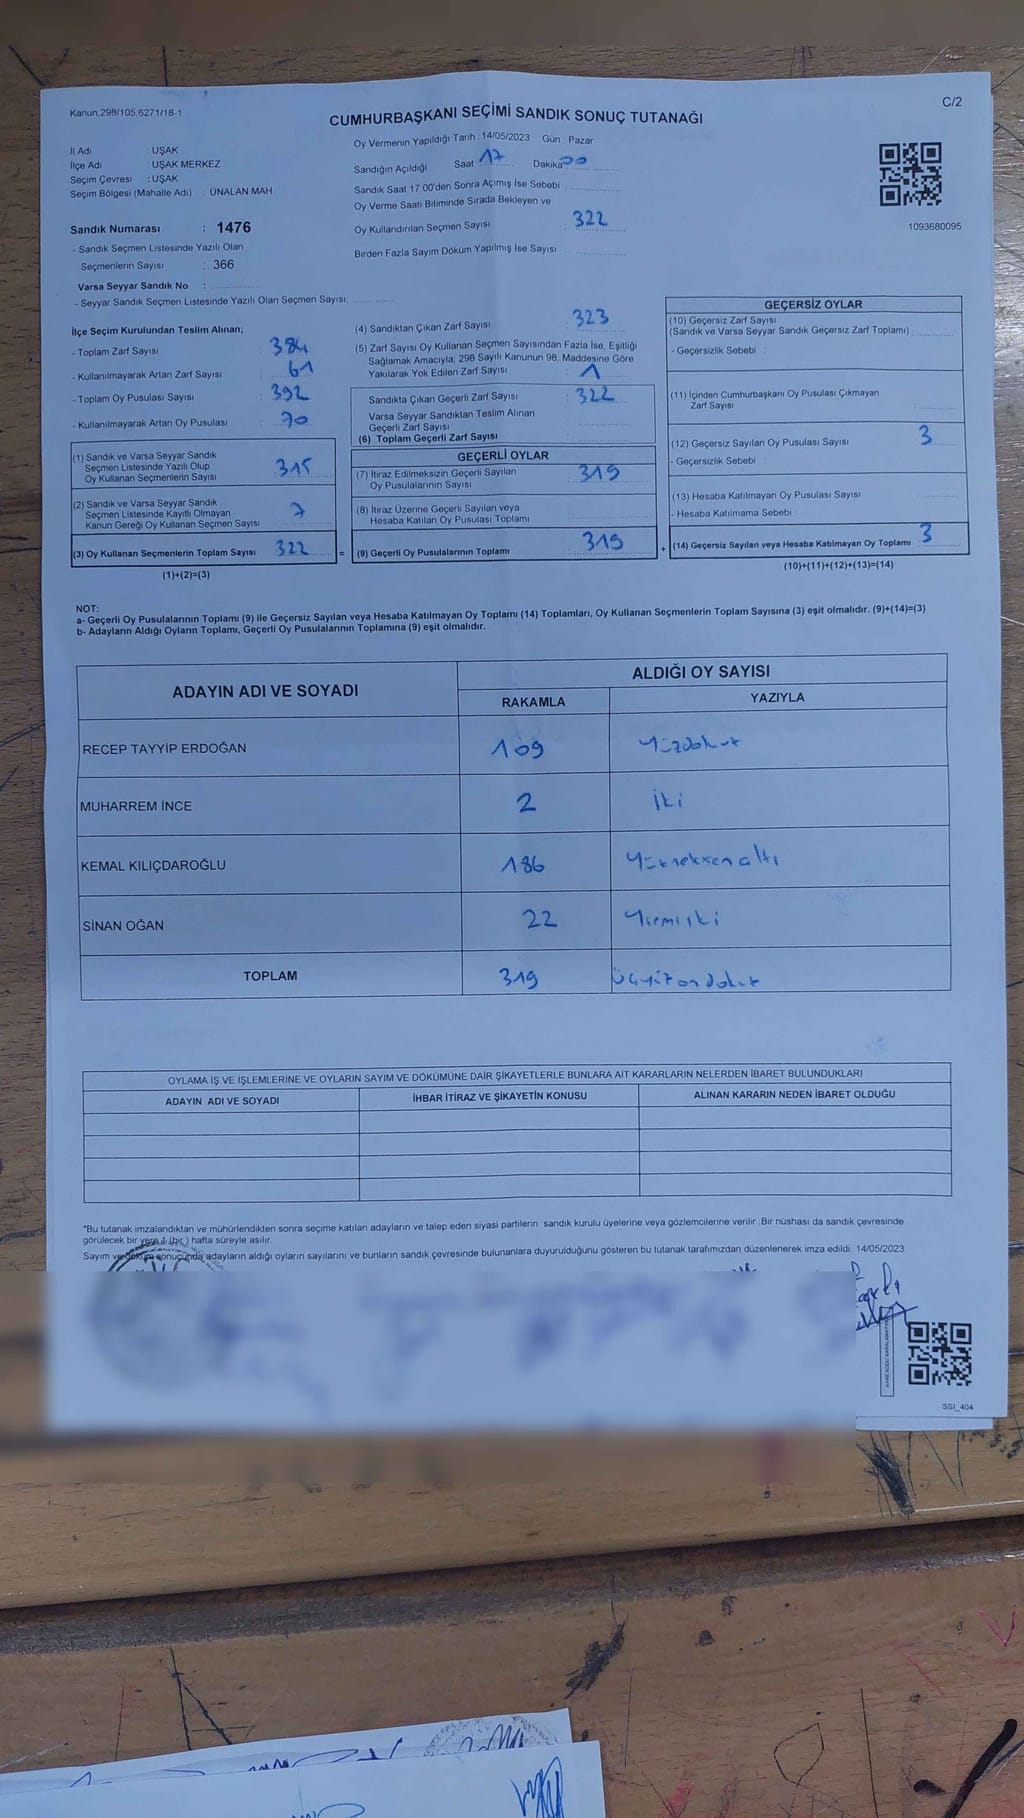 Kanun.298/105,6271/18-1
C/2
CUMHURBAŞKANI SEÇİMİ SANDIK SONUÇ TUTANAĞI
İl Adı : UŞAK
İlçe Adı : UŞAK MERKEZ
Seçim Çevresi : UŞAK
Seçim Bölgesi (Mahalle Adı) : ÜNALAN MAH.
Sandık Numarası : 1476
- Sandık Seçmen Listesinde Yazılı Olan
Seçmenlerin Sayısı : 366
Varsa Seyyar Sandık No :
- Seyyar Sandık Seçmen Listesinde Yazılı Olan Seçmen Sayısı:
Oy Vermenin Yapıldığı Tarih : 14/05/2023 Gün : Pazar
Sandığın Açıldığı Saat 17 Dakika 00
Sandık Saat 17:00'den Sonra Açımış İse Sebebi :
Oy Verme Saati Bitiminde Sırada Bekleyen ve
Oy Kullandırılan Seçmen Sayısı : 322
Birden Fazla Sayım Döküm Yapılmış İse Sayısı :
1093680095
İlçe Seçim Kurulundan Teslim Alınan;
- Toplam Zarf Sayısı : 384
- Kullanılmayarak Artan Zarf Sayısı : 61
- Toplam Oy Pusulası Sayısı : 392
- Kullanılmayarak Artan Oy Pusulası : 70
(1) Sandık ve Varsa Seyyar Sandık
Seçmen Listesinde Yazılı Olup
Oy Kullanan Seçmenlerin Sayısı : 315
(2) Sandık ve Varsa Seyyar Sandık
Seçmen Listesinde Kayıtlı Olmayan
Kanun Gereği Oy Kullanan Seçmen Sayısı : 7
(3) Oy Kullanan Seçmenlerin Toplam Sayısı : 322
(1)+(2)=(3)
(4) Sandıktan Çıkan Zarf Sayısı : 323
(5) Zarf Sayısı Oy Kullanan Seçmen Sayısından Fazla İse, Eşitliği
Sağlamak Amacıyla; 298 Sayılı Kanunun 98. Maddesine Göre
Yakılarak Yok Edilen Zarf Sayısı : 1
Sandıkta Çıkan Geçerli Zarf Sayısı : 322
Varsa Seyyar Sandıktan Teslim Alınan
Geçerli Zarf Sayısı :
(6) Toplam Geçerli Zarf Sayısı :
GEÇERLİ OYLAR
(7) İtiraz Edilmeksizin Geçerli Sayılan
Oy Pusulalarının Sayısı : 319
(8) İtiraz Üzerine Geçerli Sayılan veya
Hesaba Katılan Oy Pusulası Toplamı :
= (9) Geçerli Oy Pusulalarının Toplamı : 319
GEÇERSİZ OYLAR
(10) Geçersiz Zarf Sayısı
(Sandık ve Varsa Seyyar Sandık Geçersiz Zarf Toplamı) :
- Geçersizlik Sebebi :
(11) İçinden Cumhurbaşkanı Oy Pusulası Çıkmayan
Zarf Sayısı :
(12) Geçersiz Sayılan Oy Pusulası Sayısı : 3
- Geçersizlik Sebebi :
(13) Hesaba Katılmayan Oy Pusulası Sayısı :
- Hesaba Katılmama Sebebi :
+ (14) Geçersiz Sayılan veya Hesaba Katılmayan Oy Toplamı : 3
(10)+(11)+(12)+(13)=(14)
NOT:
a- Geçerli Oy Pusulalarının Toplamı (9) ile Geçersiz Sayılan veya Hesaba Katılmayan Oy Toplamı (14) Toplamları, Oy Kullanan Seçmenlerin Toplam Sayısına (3) eşit olmalıdır. (9)+(14)=(3)
b- Adayların Aldığı Oyların Toplamı, Geçerli Oy Pusulalarının Toplamına (9) eşit olmalıdır.
ADAYIN ADI VE SOYADI ALDIĞI OY SAYISI
RAKAMLA YAZIYLA
RECEP TAYYİP ERDOĞAN 109 Yüzdokuz
MUHARREM İNCE 2 İki
KEMAL KILIÇDAROĞLU 186 Yüzseksenaltı
SİNAN OĞAN 22 Yirmiiki
TOPLAM 319 Üçyüzondokuz
OYLAMA İŞ VE İŞLEMLERİNE VE OYLARIN SAYIM VE DÖKÜMÜNE DAİR ŞİKAYETLERLE BUNLARA AİT KARARLARIN NELERDEN İBARET BULUNDUKLARI
ADAYIN ADI VE SOYADI İHBAR İTİRAZ VE ŞİKAYETİN KONUSU ALINAN KARARIN NEDEN İBARET OLDUĞU
*Bu tutanak imzalandıktan ve mühürlendikten sonra seçime katılan adayların ve talep eden siyasi partilerin sandık kurulu üyelerine veya gözlemcilerine verilir. Bir nüshası da sandık çevresinde
görülecek bir yere 1 (bir) hafta süreyle asılır.
Sayım ve döküm sonucunda adayların aldığı oyların sayılarını ve bunların sandık çevresinde bulunanlara duyurulduğunu gösteren bu tutanak tarafımızdan düzenlenerek imza edildi. 14/05/2023
SSI_404